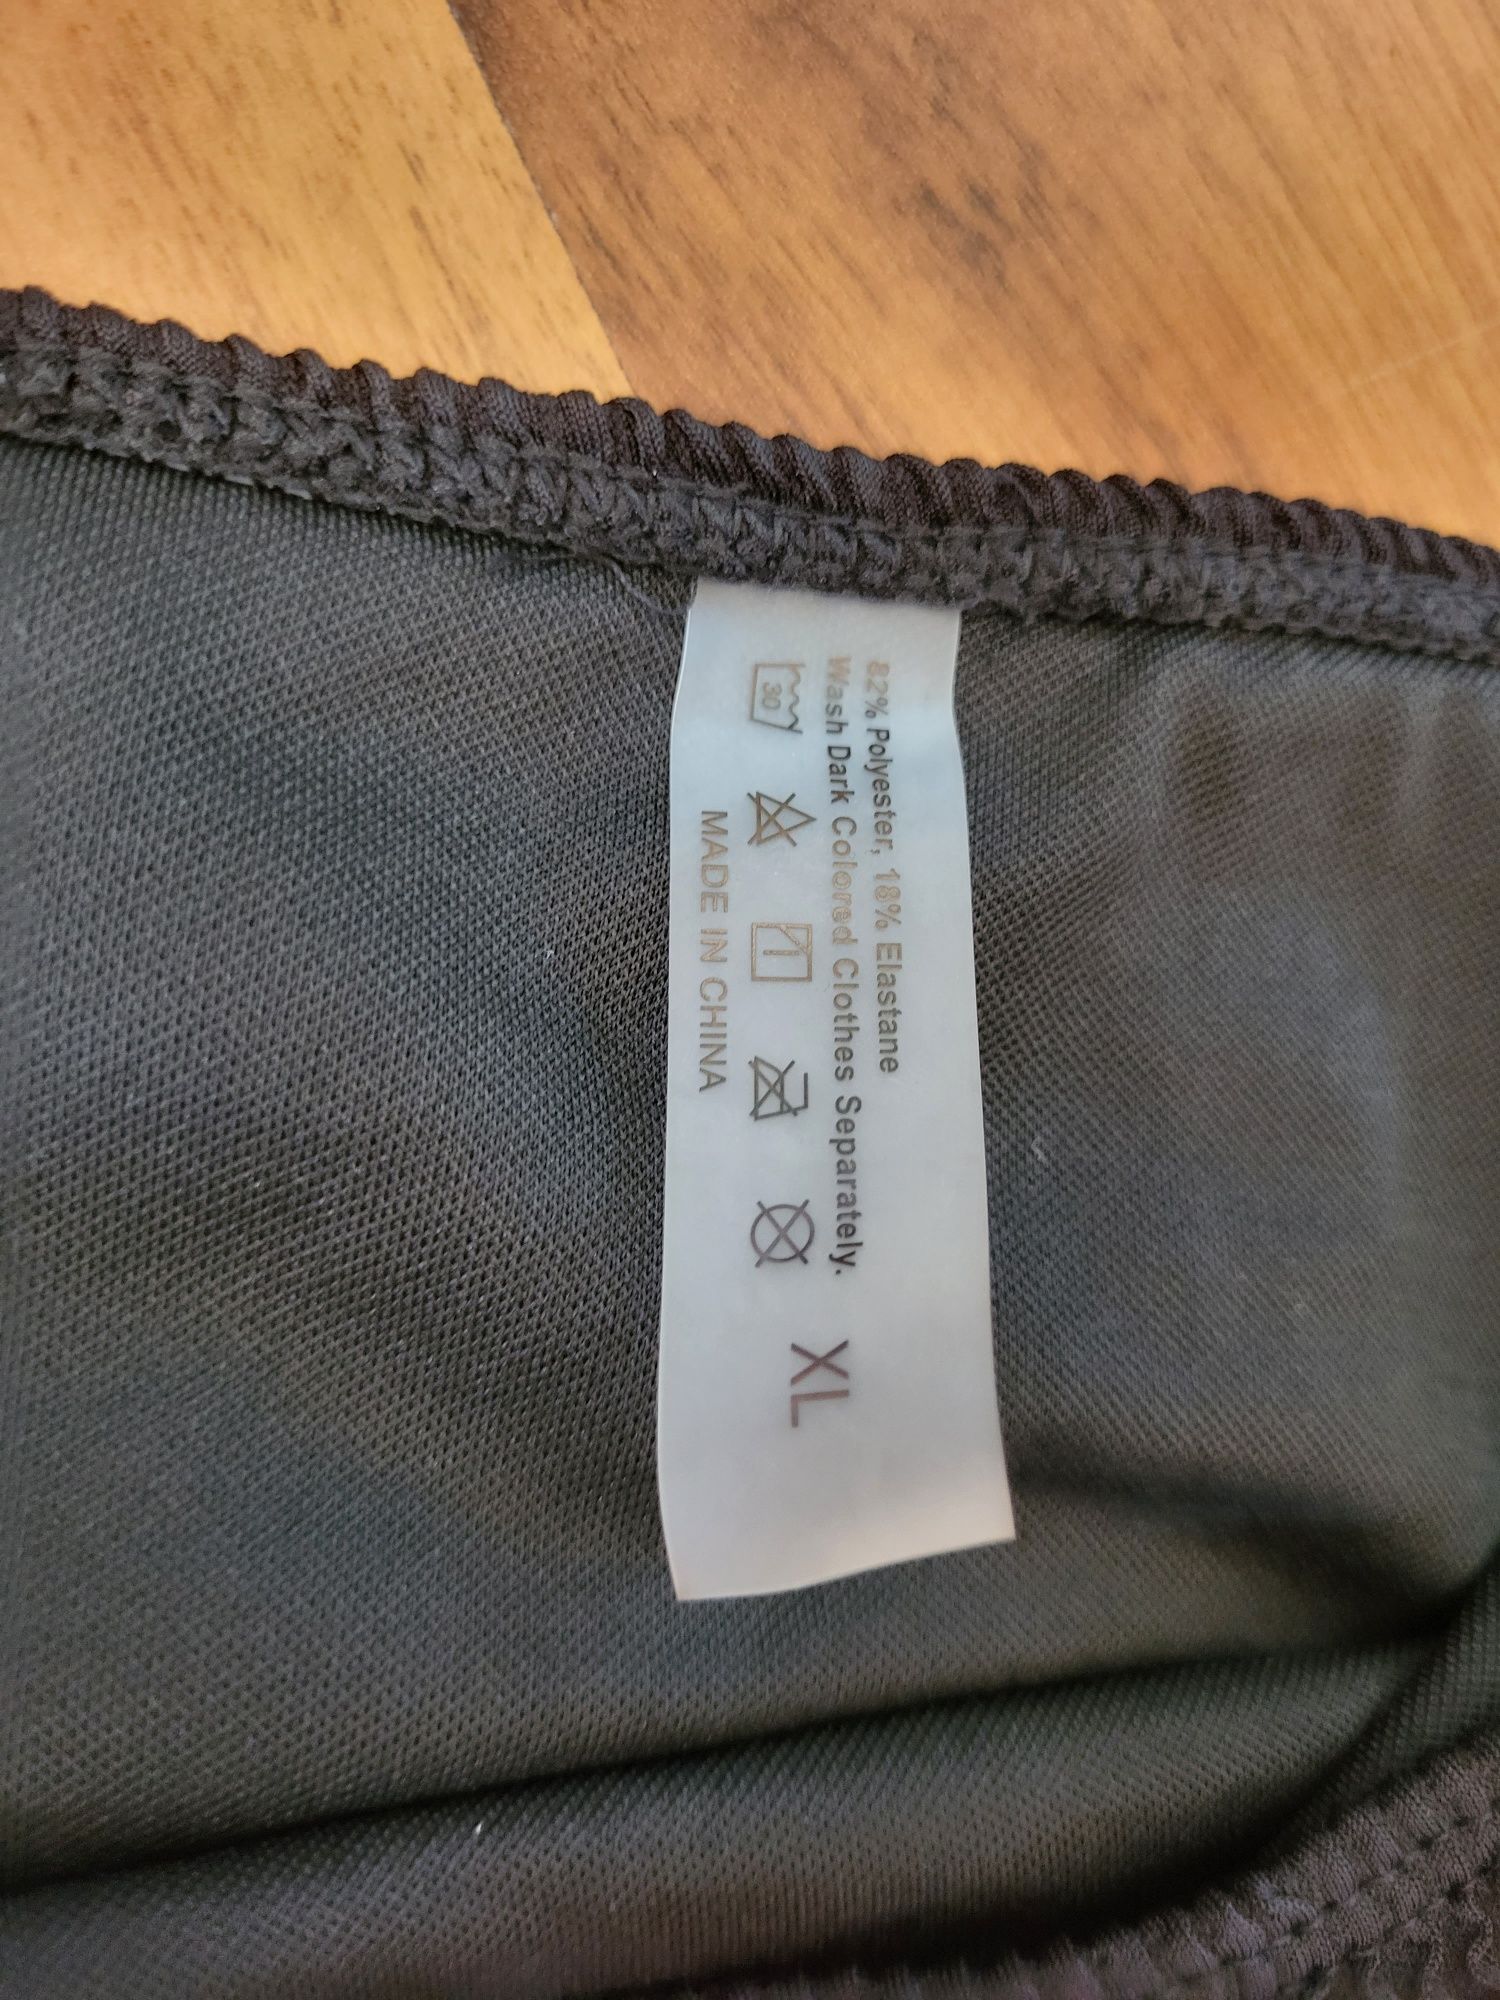 82% Polyester, 18% Elastane
Wash Dark Colored Clothes Separately.
30
XL
MADE IN CHINA